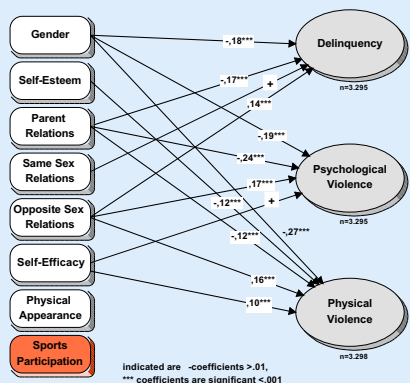 Gender
Self-Esteem
Parent
Relations
Same Sex
Relations
Opposite Sex
Relations
Self-Efficacy
Physical
Appearance
Sports
Participation
-,18***
-,17***
+
,14***
-,19***
-,24***
,17***
-,12***
+
-,27***
-,12***
,16***
,10***
Delinquency
n=3.295
Psychological
Violence
n=3.295
Physical
Violence
n=3.298
indicated are -coefficients >.01,
*** coefficients are significant <.001